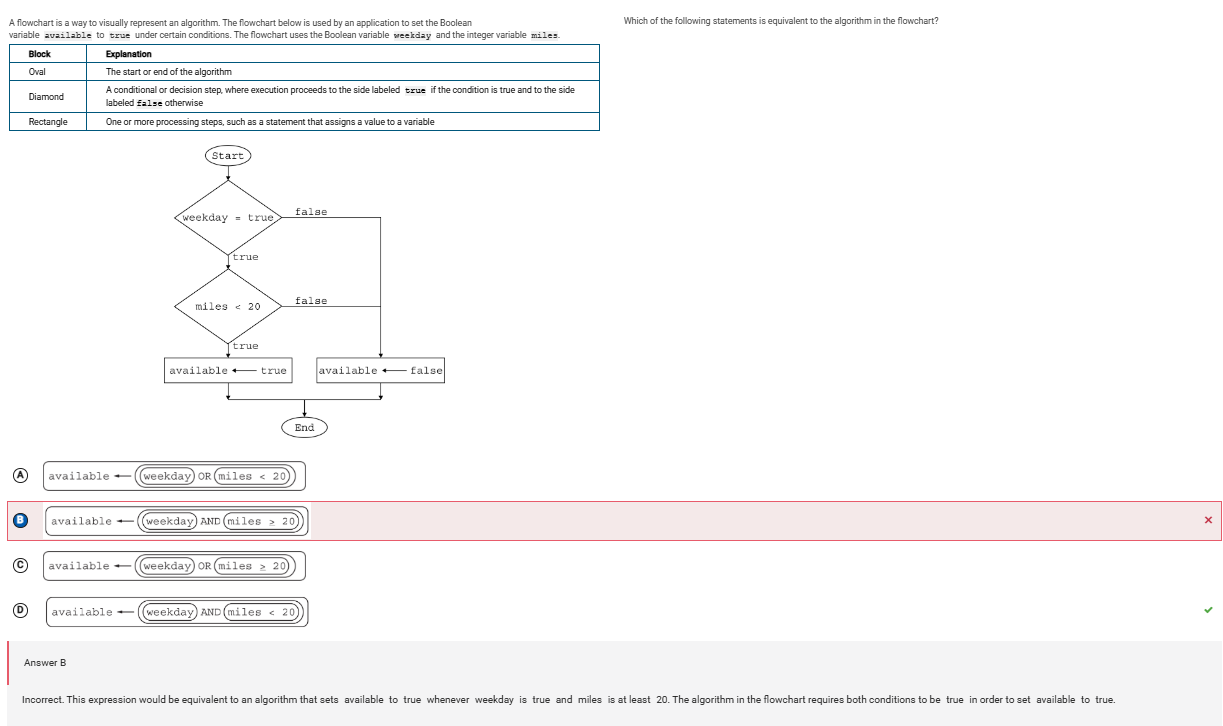 A flowchart is a way to visually represent an algorithm. The flowchart below is used by an application to set the Boolean
variable available to true under certain conditions. The flowchart uses the Boolean variable weekday and the integer variable miles.
Block Explanation
Oval The start or end of the algorithm
Diamond A conditional or decision step, where execution proceeds to the side labeled true if the condition is true and to the side
labeled false otherwise
Rectangle One or more processing steps, such as a statement that assigns a value to a variable
Start
weekday = true false
true
miles < 20 false
true
available ← true available ← false
End
Which of the following statements is equivalent to the algorithm in the flowchart?
A available ← weekday OR miles < 20
B available ← weekday AND miles ≥ 20
C available ← weekday OR miles ≥ 20
D available ← weekday AND miles < 20
Answer B
Incorrect. This expression would be equivalent to an algorithm that sets available to true whenever weekday is true and miles is at least 20. The algorithm in the flowchart requires both conditions to be true in order to set available to true.